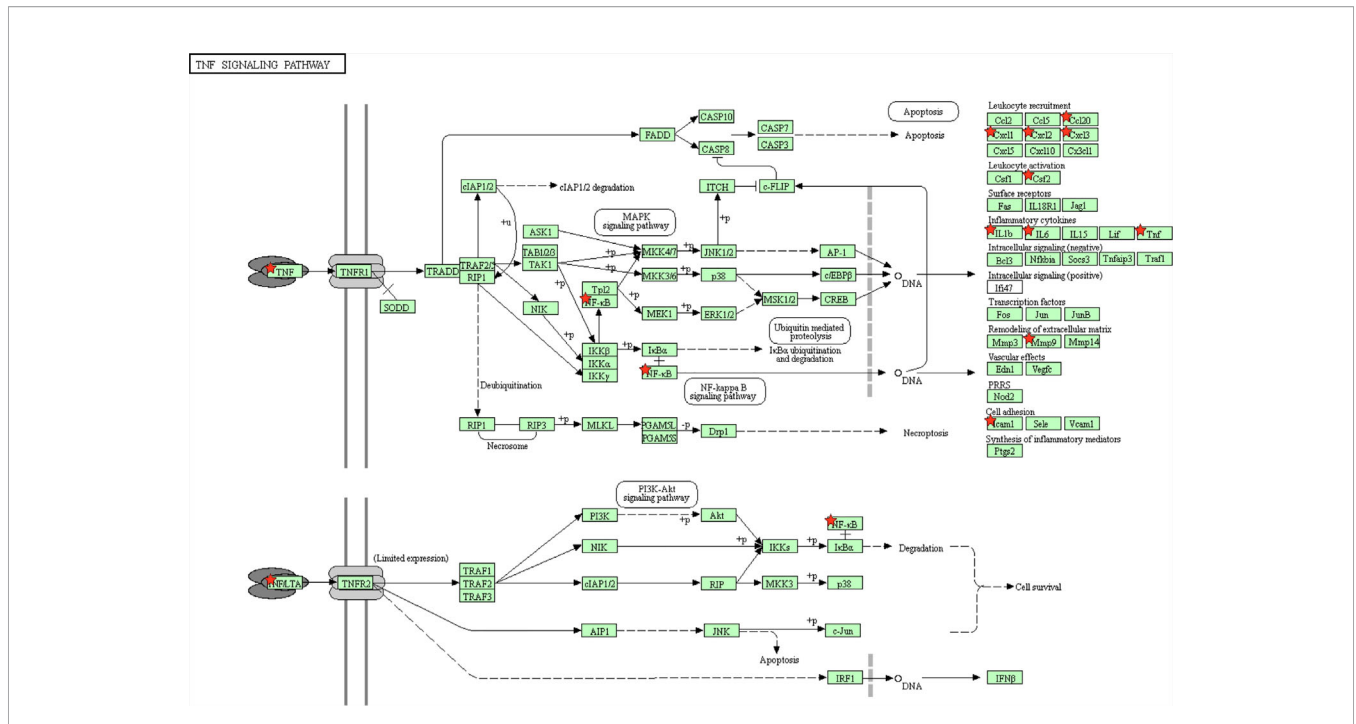 TNF SIGNALING PATHWAY
Leukocyte recruitment
Ccl2 Ccl5 Ccl20
Cxcl1 Cxcl2 Cxcl3
Cxcl5 Cxcl10 Cx3cl1
Leukocyte activation
Csf1 Csf2
Surface receptors
Fas IL18R1 Jag1
Inflammatory cytokines
IL1b IL6 IL15 Lif Tnf
Intracellular signaling (negative)
Bcl3 Nfkbia Socs3 Tnfaip3 Traf1
Intracellular signaling (positive)
Ifi47
Transcription factors
Fos Jun JunB
Remodeling of extracellular matrix
Mmp3 Mmp9 Mmp14
Vascular effects
Edn1 Vegfc
PRRS
Nod2
Cell adhesion
Icam1 Sele Vcam1
Synthesis of inflammatory mediators
Ptgs2
Apoptosis
CASP10
CASP7
FADD
Apoptosis
CASP3
CASP8
cIAP1/2
cIAP1/2 degradation
ITCH
c-FLIP
+u
MAPK
signaling pathway
+p
ASK1
TAB1/2/3
TAK1
+p
+p
MKK4/7
+p
JNK1/2
AP-1
TNF
TNFR1
TRADD
TRAF2/5
RIP1
MKK3/6
+p
p38
c/EBPβ
DNA
SODD
NIK
+p
Tpl2
NF-κB
+p
MEK1
+p
ERK1/2
MSK1/2
CREB
+p
Ubiquitin mediated
proteolysis
IKKβ
IKKα
IKKγ
+p
IκBα
IκBα ubiquitination
and degradation
NF-κB
DNA
Deubiquitination
NF-kappa B
signaling pathway
RIP1
RIP3
+p
MLKL
PGAM5L
PGAM5S
-p
Drp1
Necroptosis
Necrosome
PI3K-Akt
signaling pathway
PI3K
+p
Akt
NF-κB
(Limited expression)
NIK
+p
IKKs
+p
IκBα
Degradation
TNF/LTA
TNFR2
TRAF1
TRAF2
TRAF3
cIAP1/2
RIP
MKK3
p38
Cell survival
AIP1
JNK
+p
c-Jun
Apoptosis
IRF1
DNA
IFNβ